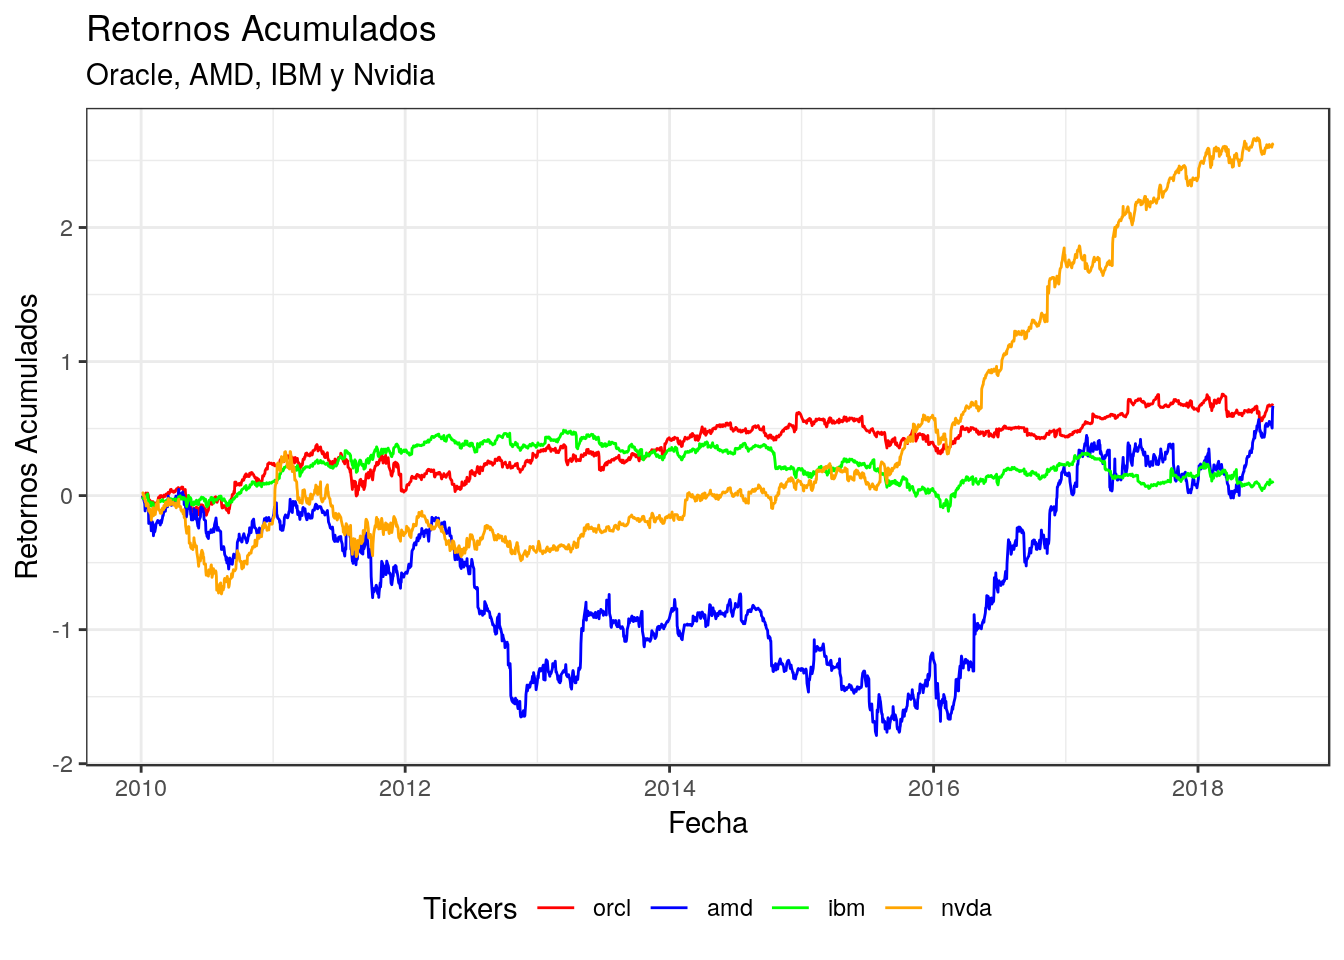 Retornos Acumulados
Oracle, AMD, IBM y Nvidia
Retornos Acumulados
2
1
0
-1
-2
2010 2012 2014 2016 2018
Fecha
Tickers orcl amd ibm nvda